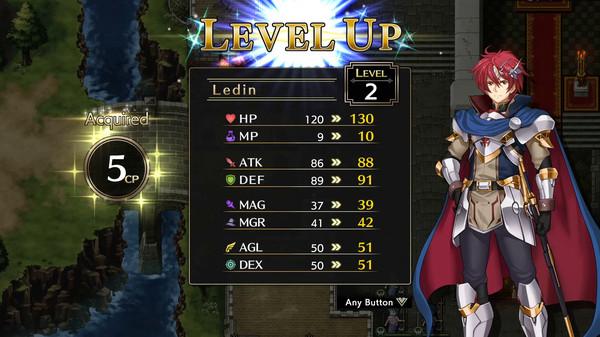 LEVEL UP
Ledin
LEVEL
2
Acquired
5CP
HP 120 » 130
MP 9 » 10
ATK 86 » 88
DEF 89 » 91
MAG 37 » 39
MGR 41 » 42
AGL 50 » 51
DEX 50 » 51
Any Button